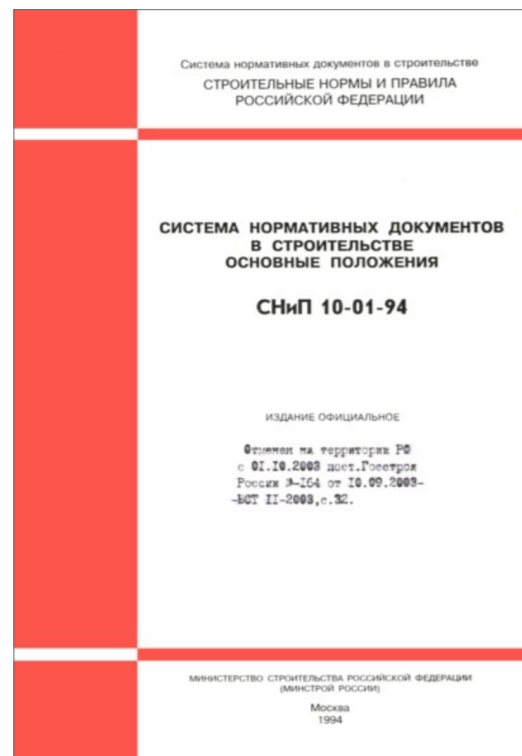 Система нормативных документов в строительстве
СТРОИТЕЛЬНЫЕ НОРМЫ И ПРАВИЛА
РОССИЙСКОЙ ФЕДЕРАЦИИ
СИСТЕМА НОРМАТИВНЫХ ДОКУМЕНТОВ
В СТРОИТЕЛЬСТВЕ
ОСНОВНЫЕ ПОЛОЖЕНИЯ
СНиП 10-01-94
ИЗДАНИЕ ОФИЦИАЛЬНОЕ
Отменен на территории РФ
с 01.10.2003 пост.Госстроя
России №-164 от 10.09.2003-
-БСТ II-2003,с.32.
МИНИСТЕРСТВО СТРОИТЕЛЬСТВА РОССИЙСКОЙ ФЕДЕРАЦИИ
(МИНСТРОЙ РОССИИ)
Москва
1994